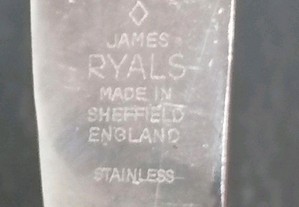 JAMES
RYALS
MADE IN
SHEFFIELD
ENGLAND
STAINLESS